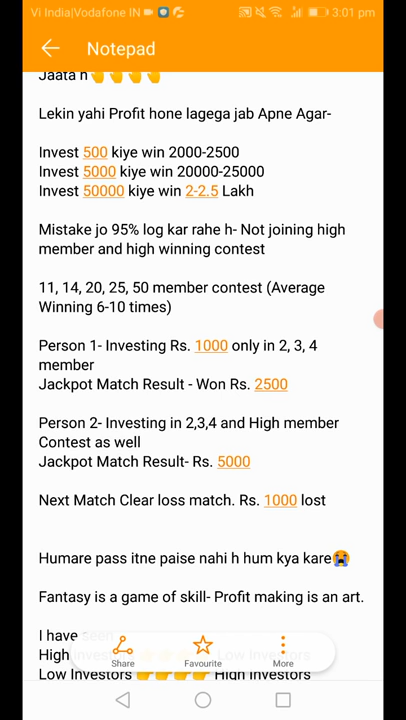 Vi India|Vodafone IN
3:01 pm
Notepad
Jaata h👇👇👇👇
Lekin yahi Profit hone lagega jab Apne Agar-
Invest 500 kiye win 2000-2500
Invest 5000 kiye win 20000-25000
Invest 50000 kiye win 2-2.5 Lakh
Mistake jo 95% log kar rahe h- Not joining high
member and high winning contest
11, 14, 20, 25, 50 member contest (Average
Winning 6-10 times)
Person 1- Investing Rs. 1000 only in 2, 3, 4
member
Jackpot Match Result - Won Rs. 2500
Person 2- Investing in 2,3,4 and High member
Contest as well
Jackpot Match Result- Rs. 5000
Next Match Clear loss match. Rs. 1000 lost
Humare pass itne paise nahi h hum kya kare😭
Fantasy is a game of skill- Profit making is an art.
I have seen
High investors 👉👉👉👉 Low Investors
Low Investors 👉👉👉👉 High Investors
Share
Favourite
More